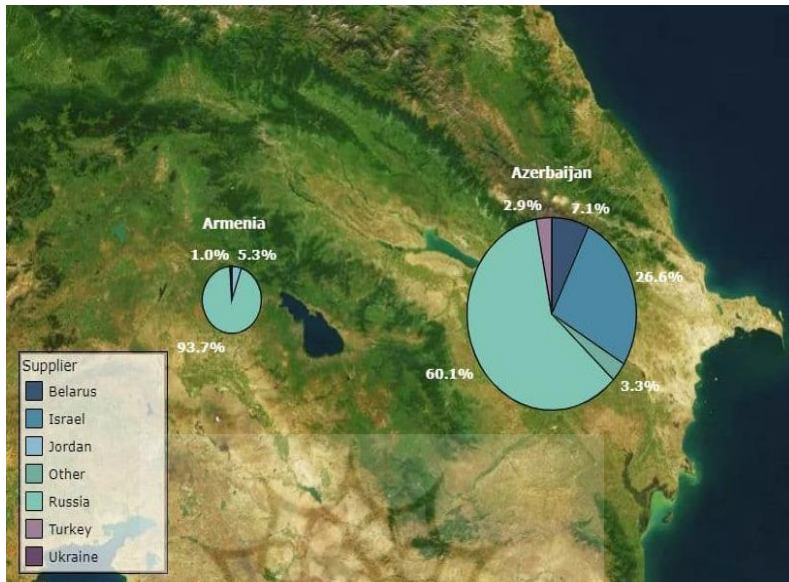 Azerbaijan
2.9% 7.1%
Armenia
1.0% 5.3%
26.6%
93.7%
60.1%
3.3%
Supplier
Belarus
Israel
Jordan
Other
Russia
Turkey
Ukraine